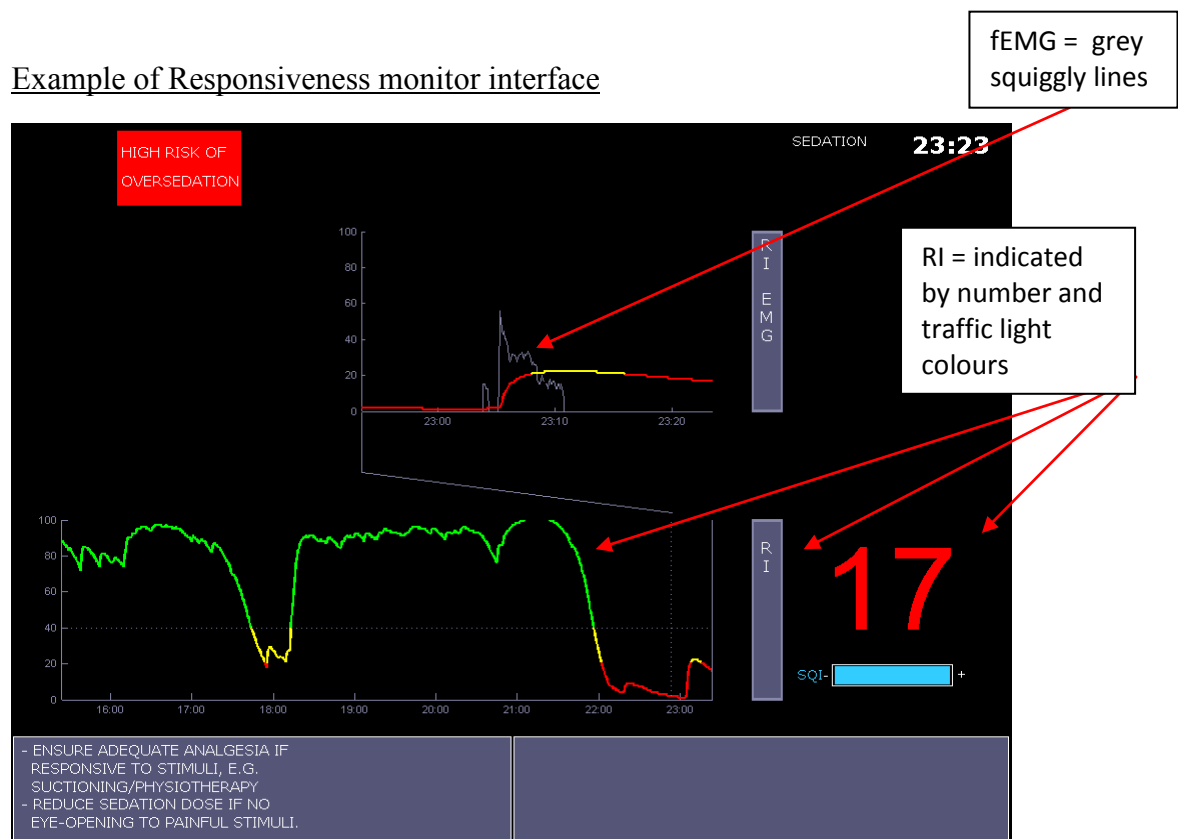 fEMG = grey
squiggly lines
Example of Responsiveness monitor interface
HIGH RISK OF
OVERSEDATION
SEDATION
23:23
100
80
60
40
20
0
23:00 23:10 23:20
R
I
E
M
G
RI = indicated
by number and
traffic light
colours
100
80
60
40
20
0
16:00 17:00 18:00 19:00 20:00 21:00 22:00 23:00
R
I
17
SQI- +
- ENSURE ADEQUATE ANALGESIA IF
RESPONSIVE TO STIMULI, E.G.
SUCTIONING/PHYSIOTHERAPY
- REDUCE SEDATION DOSE IF NO
EYE-OPENING TO PAINFUL STIMULI.